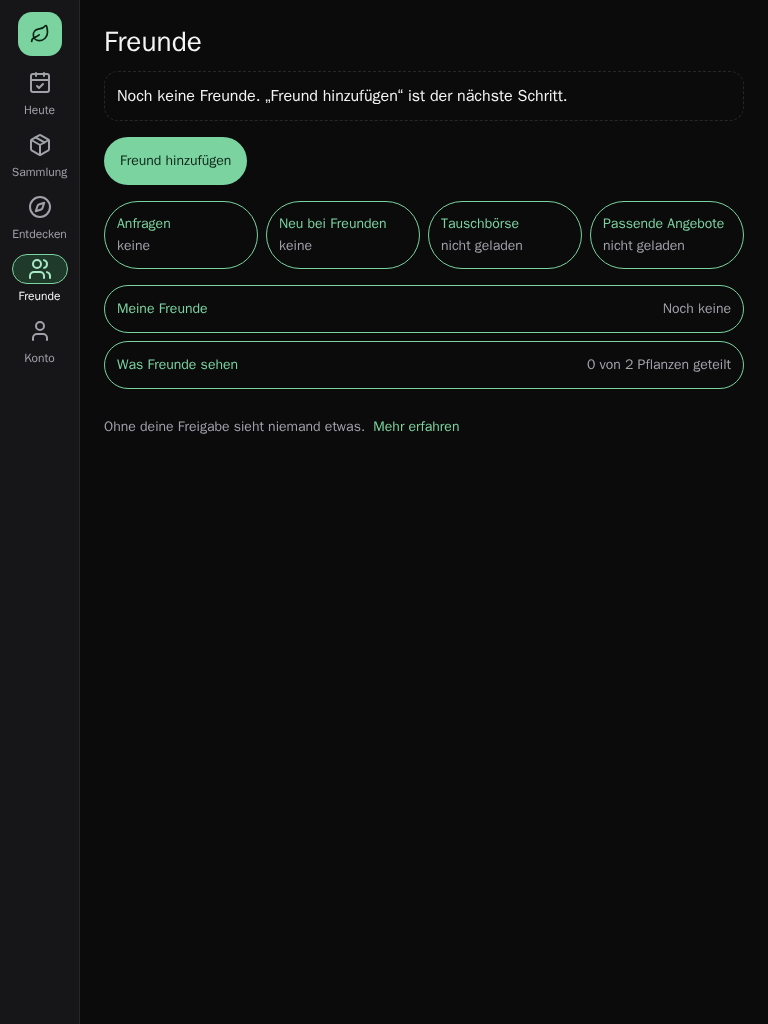 Freunde
Noch keine Freunde. „Freund hinzufügen“ ist der nächste Schritt.
Freund hinzufügen
Anfragen
keine
Neu bei Freunden
keine
Tauschbörse
nicht geladen
Passende Angebote
nicht geladen
Meine Freunde
Noch keine
Was Freunde sehen
0 von 2 Pflanzen geteilt
Ohne deine Freigabe sieht niemand etwas. Mehr erfahren
Heute
Sammlung
Entdecken
Freunde
Konto